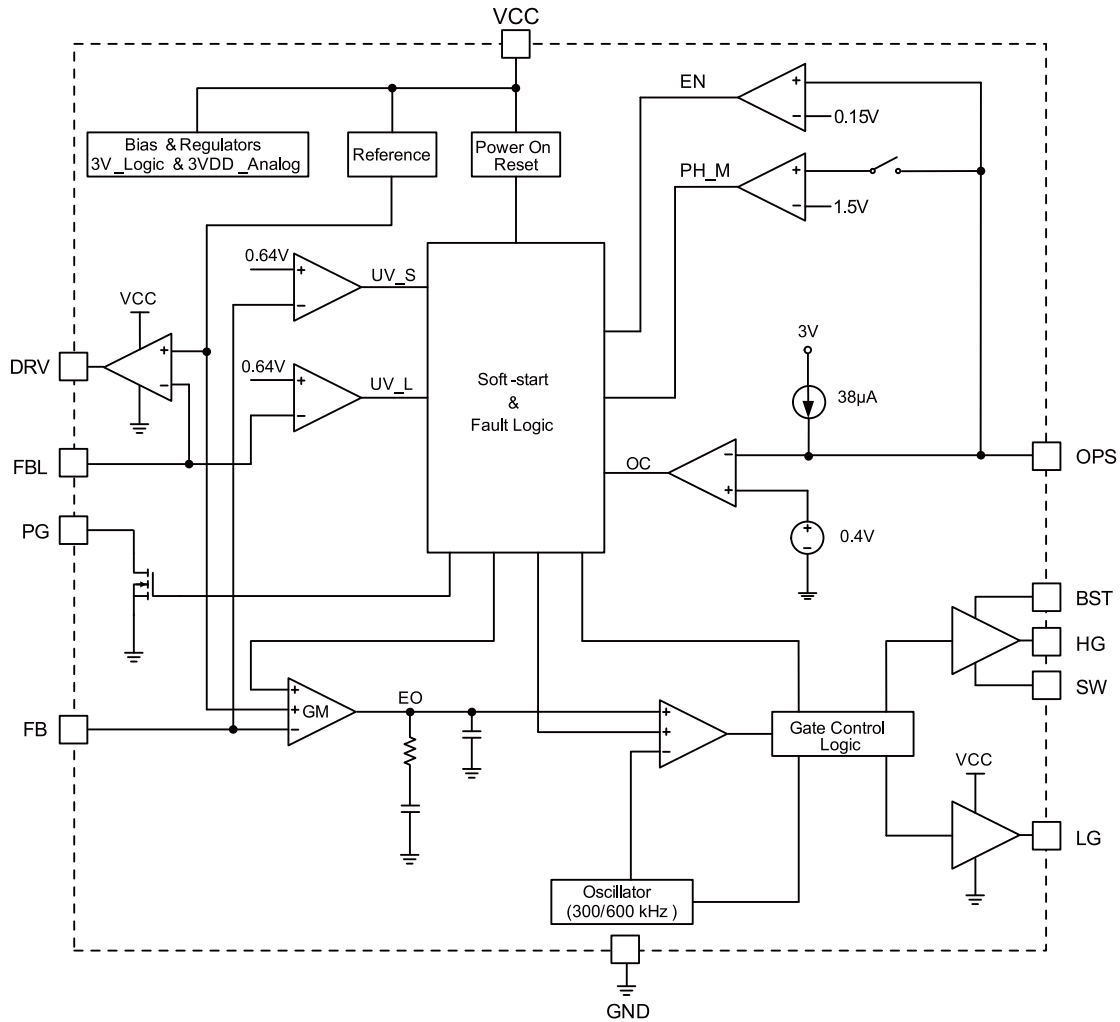 VCC
EN
+
−
0.15V
Bias & Regulators
3V_Logic & 3VDD_Analog
Reference
Power On
Reset
PH_M
+
−
1.5V
0.64V
+
−
UV_S
VCC
DRV
+
−
0.64V
+
−
UV_L
Soft-start
&
Fault Logic
3V
38µA
FBL
OC
−
+
OPS
PG
+
−
0.4V
BST
HG
SW
FB
+
+
−
GM
EO
+
+
−
Gate Control
Logic
VCC
LG
Oscillator
(300/600 kHz)
GND